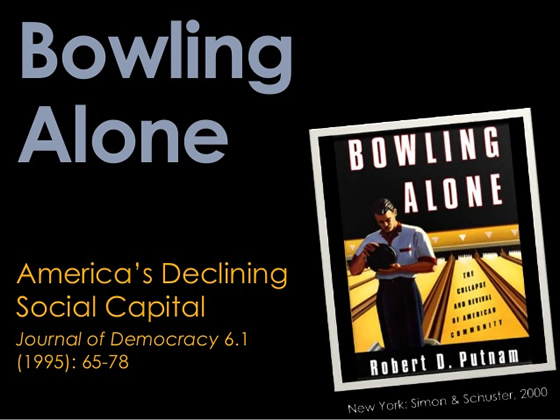 Bowling
Alone
America's Declining
Social Capital
Journal of Democracy 6.1
(1995): 65-78
BOWLING
ALONE
THE
COLLAPSE
AND REVIVAL
OF AMERICAN
COMMUNITY
Robert D. Putnam
New York: Simon & Schuster, 2000